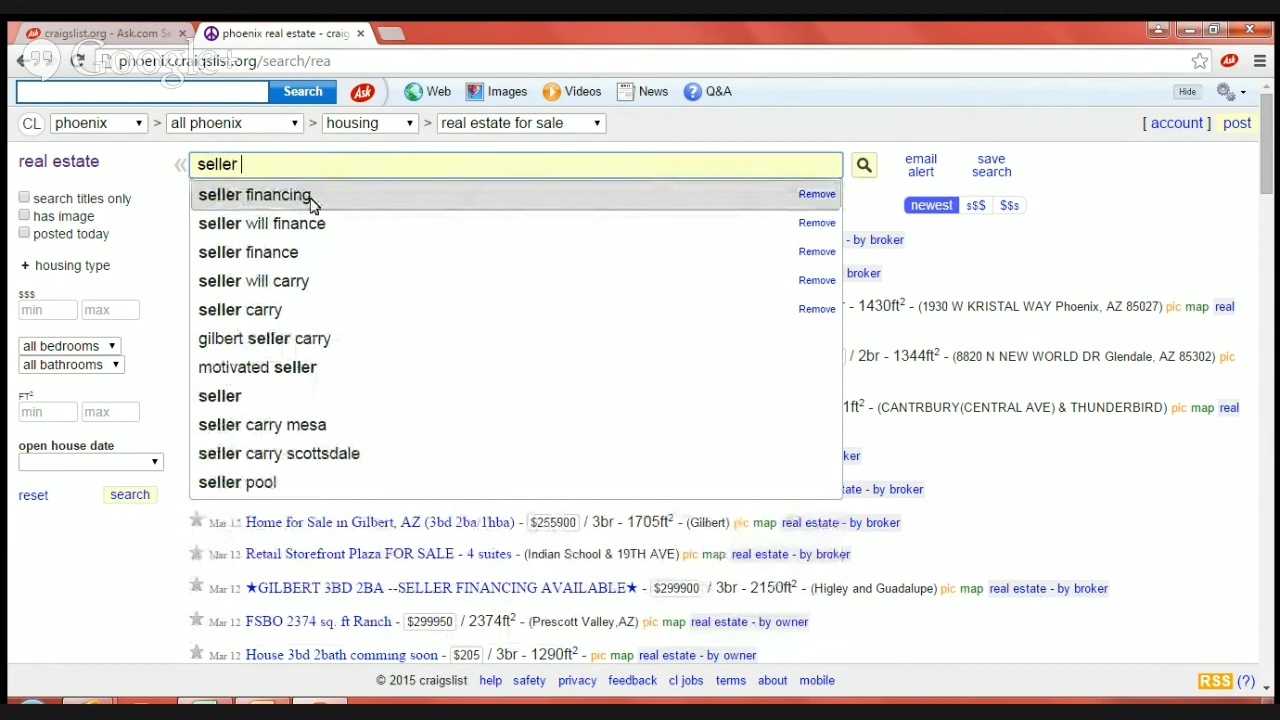 craigslist.org - Ask.com Se
phoenix real estate - craig
Google+
phoenix.craigslist.org/search/rea
Search
Ask
Web
Images
Videos
News
Q&A
Hide
CL
phoenix
>
all phoenix
>
housing
>
real estate for sale
[ account ] post
real estate
seller
email alert
save search
search titles only
has image
posted today
+ housing type
$$$
min
max
all bedrooms
all bathrooms
FT²
min
max
open house date
reset
search
seller financing Remove
seller will finance Remove
seller finance Remove
seller will carry Remove
seller carry Remove
gilbert seller carry
motivated seller
seller
seller carry mesa
seller carry scottsdale
seller pool
newest
$$$
$$$
- by broker
broker
- 1430ft² - (1930 W KRISTAL WAY Phoenix, AZ 85027) pic map real
/ 2br - 1344ft² - (8820 N NEW WORLD DR Glendale, AZ 85302) pic
1ft² - (CANTRBURY(CENTRAL AVE) & THUNDERBIRD) pic map real
ker
ate - by broker
Mar 12 Home for Sale in Gilbert, AZ (3bd 2ba/1hba) - $255900 / 3br - 1705ft² - (Gilbert) pic map real estate - by broker
Mar 12 Retail Storefront Plaza FOR SALE - 4 suites - (Indian School & 19TH AVE) pic map real estate - by broker
Mar 12 ★GILBERT 3BD 2BA --SELLER FINANCING AVAILABLE★ - $299900 / 3br - 2150ft² - (Higley and Guadalupe) pic map real estate - by broker
Mar 12 FSBO 2374 sq. ft Ranch - $299950 / 2374ft² - (Prescott Valley,AZ) pic map real estate - by owner
Mar 12 House 3bd 2bath comming soon - $205 / 3br - 1290ft² - pic map real estate - by owner
© 2015 craigslist help safety privacy feedback cl jobs terms about mobile
RSS (?)